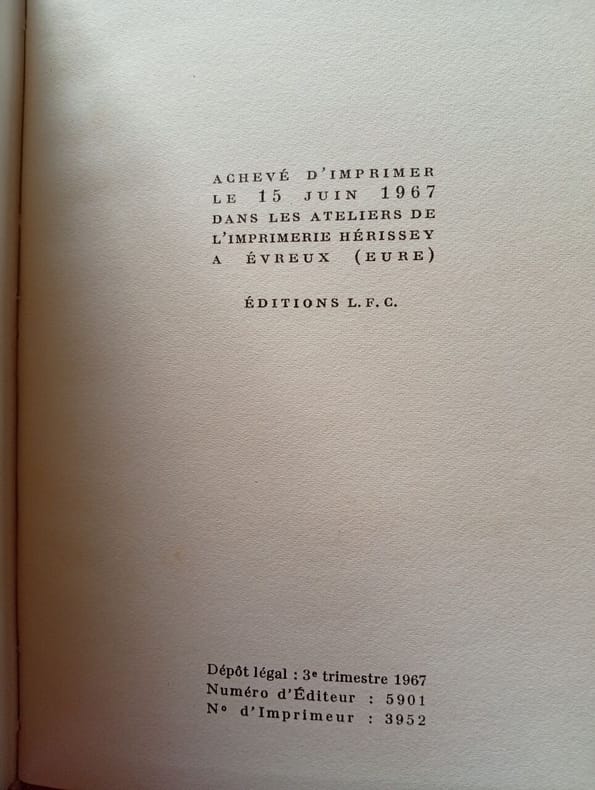 ACHEVÉ D'IMPRIMER
LE 15 JUIN 1967
DANS LES ATELIERS DE
L'IMPRIMERIE HÉRISSEY
A ÉVREUX (EURE)
ÉDITIONS L.F.C.
Dépôt légal : 3e trimestre 1967
Numéro d'Éditeur : 5901
No d'Imprimeur : 3952